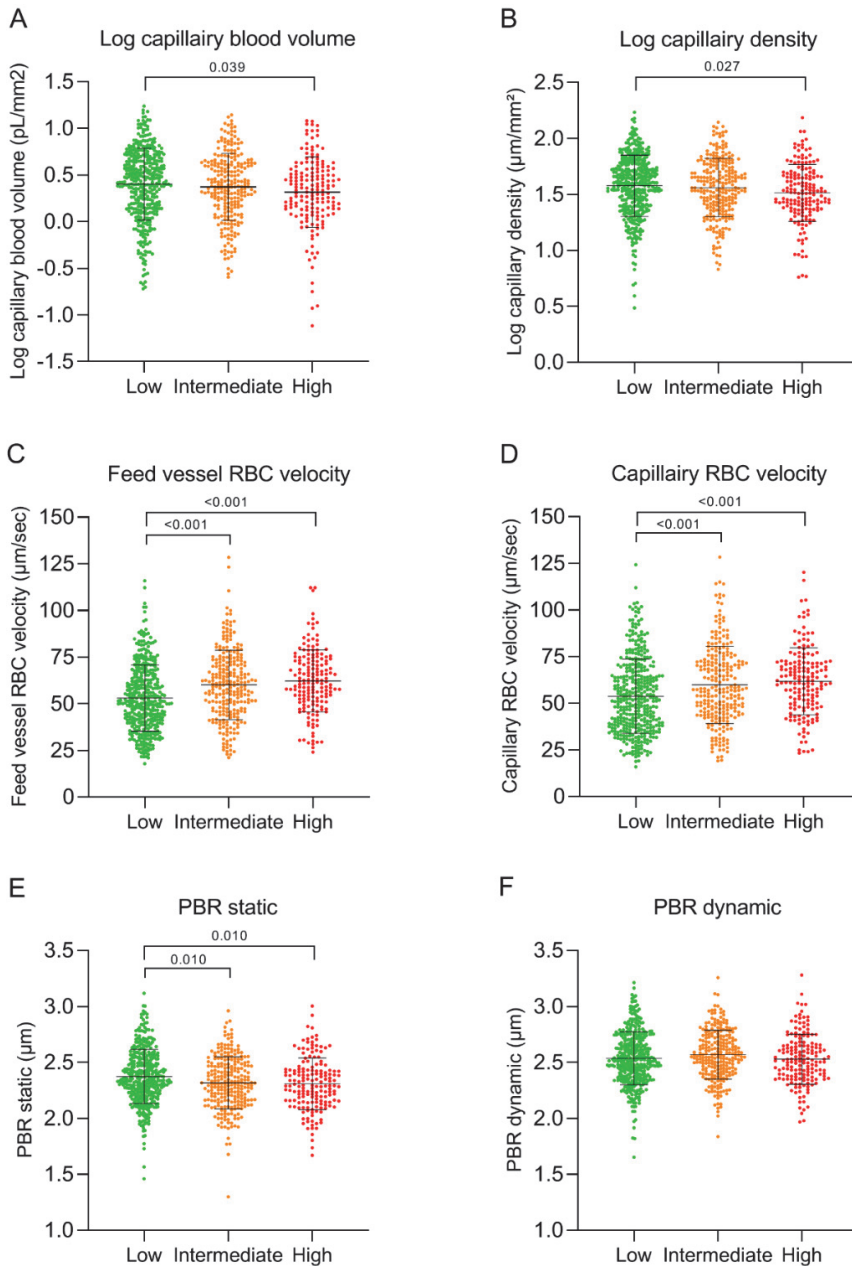 A
Log capillairy blood volume
0.039
1.5
1.0
0.5
0.0
-0.5
-1.0
-1.5
Log capillary blood volume (pL/mm2)
Low Intermediate High
B
Log capillairy density
0.027
2.5
2.0
1.5
1.0
0.5
0.0
Log capillary density (µm/mm²)
Low Intermediate High
C
Feed vessel RBC velocity
<0.001
<0.001
150
125
100
75
50
25
0
Feed vessel RBC velocity (µm/sec)
Low Intermediate High
D
Capillairy RBC velocity
<0.001
<0.001
150
125
100
75
50
25
0
Capillary RBC velocity (µm/sec)
Low Intermediate High
E
PBR static
0.010
0.010
3.5
3.0
2.5
2.0
1.5
1.0
PBR static (µm)
Low Intermediate High
F
PBR dynamic
3.5
3.0
2.5
2.0
1.5
1.0
PBR dynamic (µm)
Low Intermediate High